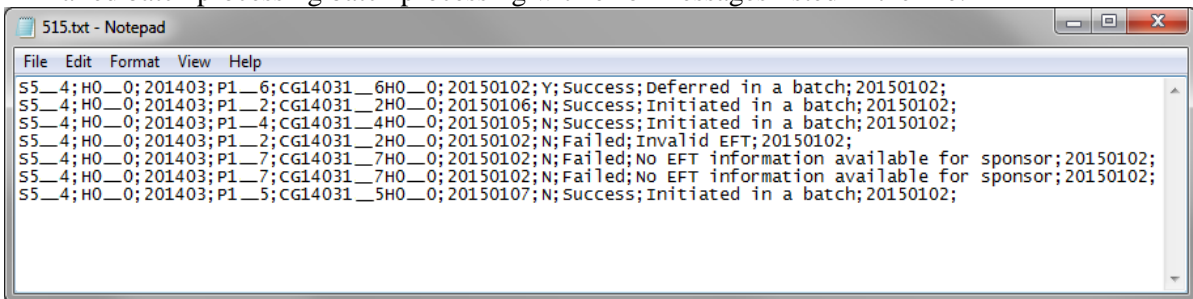 515.txt - Notepad
File Edit Format View Help
S5__4;H0__0;201403;P1__6;CG14031__6H0__0;20150102;Y;Success;Deferred in a batch;20150102;
S5__4;H0__0;201403;P1__2;CG14031__2H0__0;20150106;N;Success;Initiated in a batch;20150102;
S5__4;H0__0;201403;P1__4;CG14031__4H0__0;20150105;N;Success;Initiated in a batch;20150102;
S5__4;H0__0;201403;P1__2;CG14031__2H0__0;20150102;N;Failed;Invalid EFT;20150102;
S5__4;H0__0;201403;P1__7;CG14031__7H0__0;20150102;N;Failed;No EFT information available for sponsor;20150102;
S5__4;H0__0;201403;P1__7;CG14031__7H0__0;20150102;N;Failed;No EFT information available for sponsor;20150102;
S5__4;H0__0;201403;P1__5;CG14031__5H0__0;20150107;N;Success;Initiated in a batch;20150102;